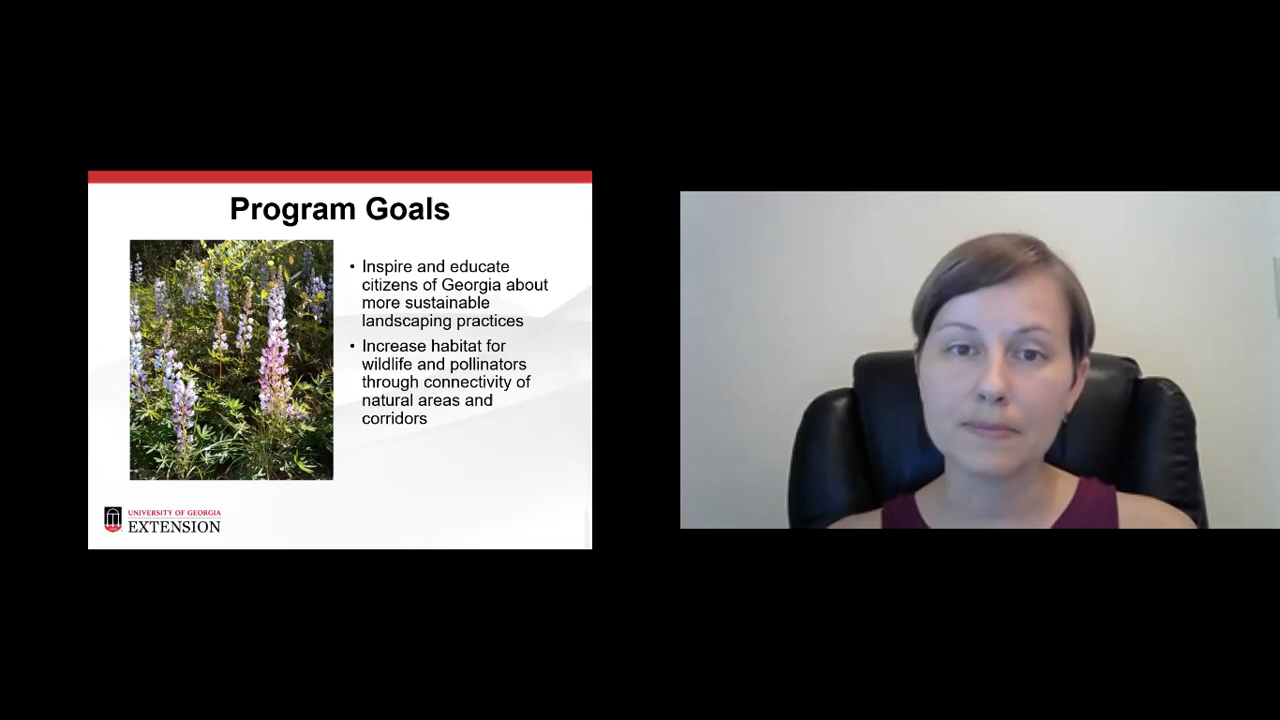 Program Goals
• Inspire and educate
citizens of Georgia about
more sustainable
landscaping practices
• Increase habitat for
wildlife and pollinators
through connectivity of
natural areas and
corridors
UNIVERSITY OF GEORGIA
EXTENSION